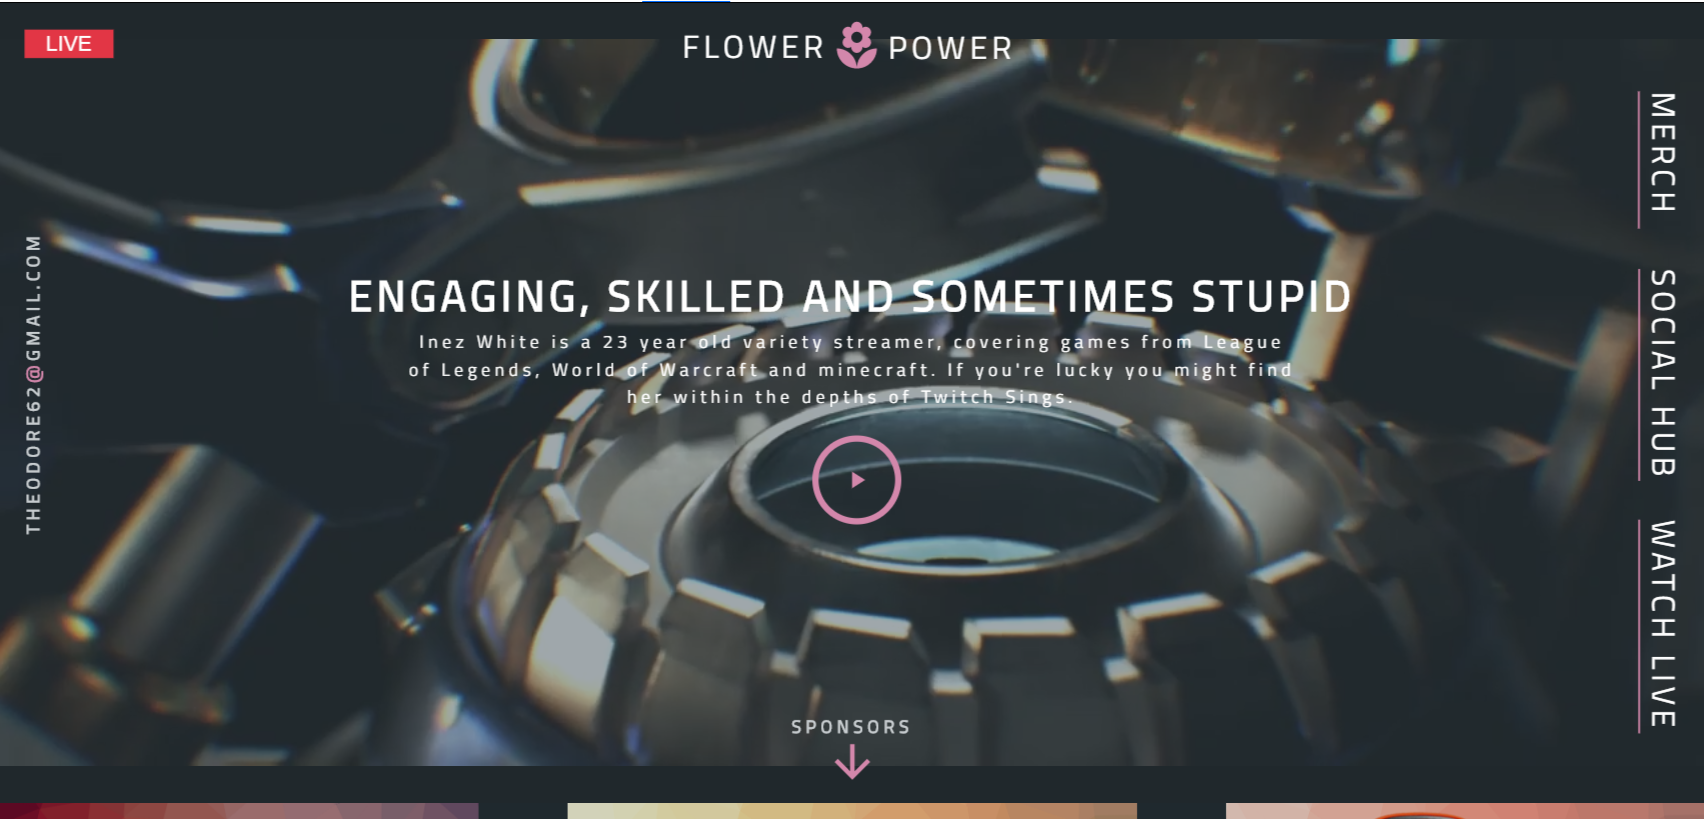 LIVE
FLOWER POWER
MERCH
SOCIAL HUB
WATCH LIVE
THEODORE62@GMAIL.COM
ENGAGING, SKILLED AND SOMETIMES STUPID
Inez White is a 23 year old variety streamer, covering games from League
of Legends, World of Warcraft and minecraft. If you're lucky you might find
her within the depths of Twitch Sings.
SPONSORS